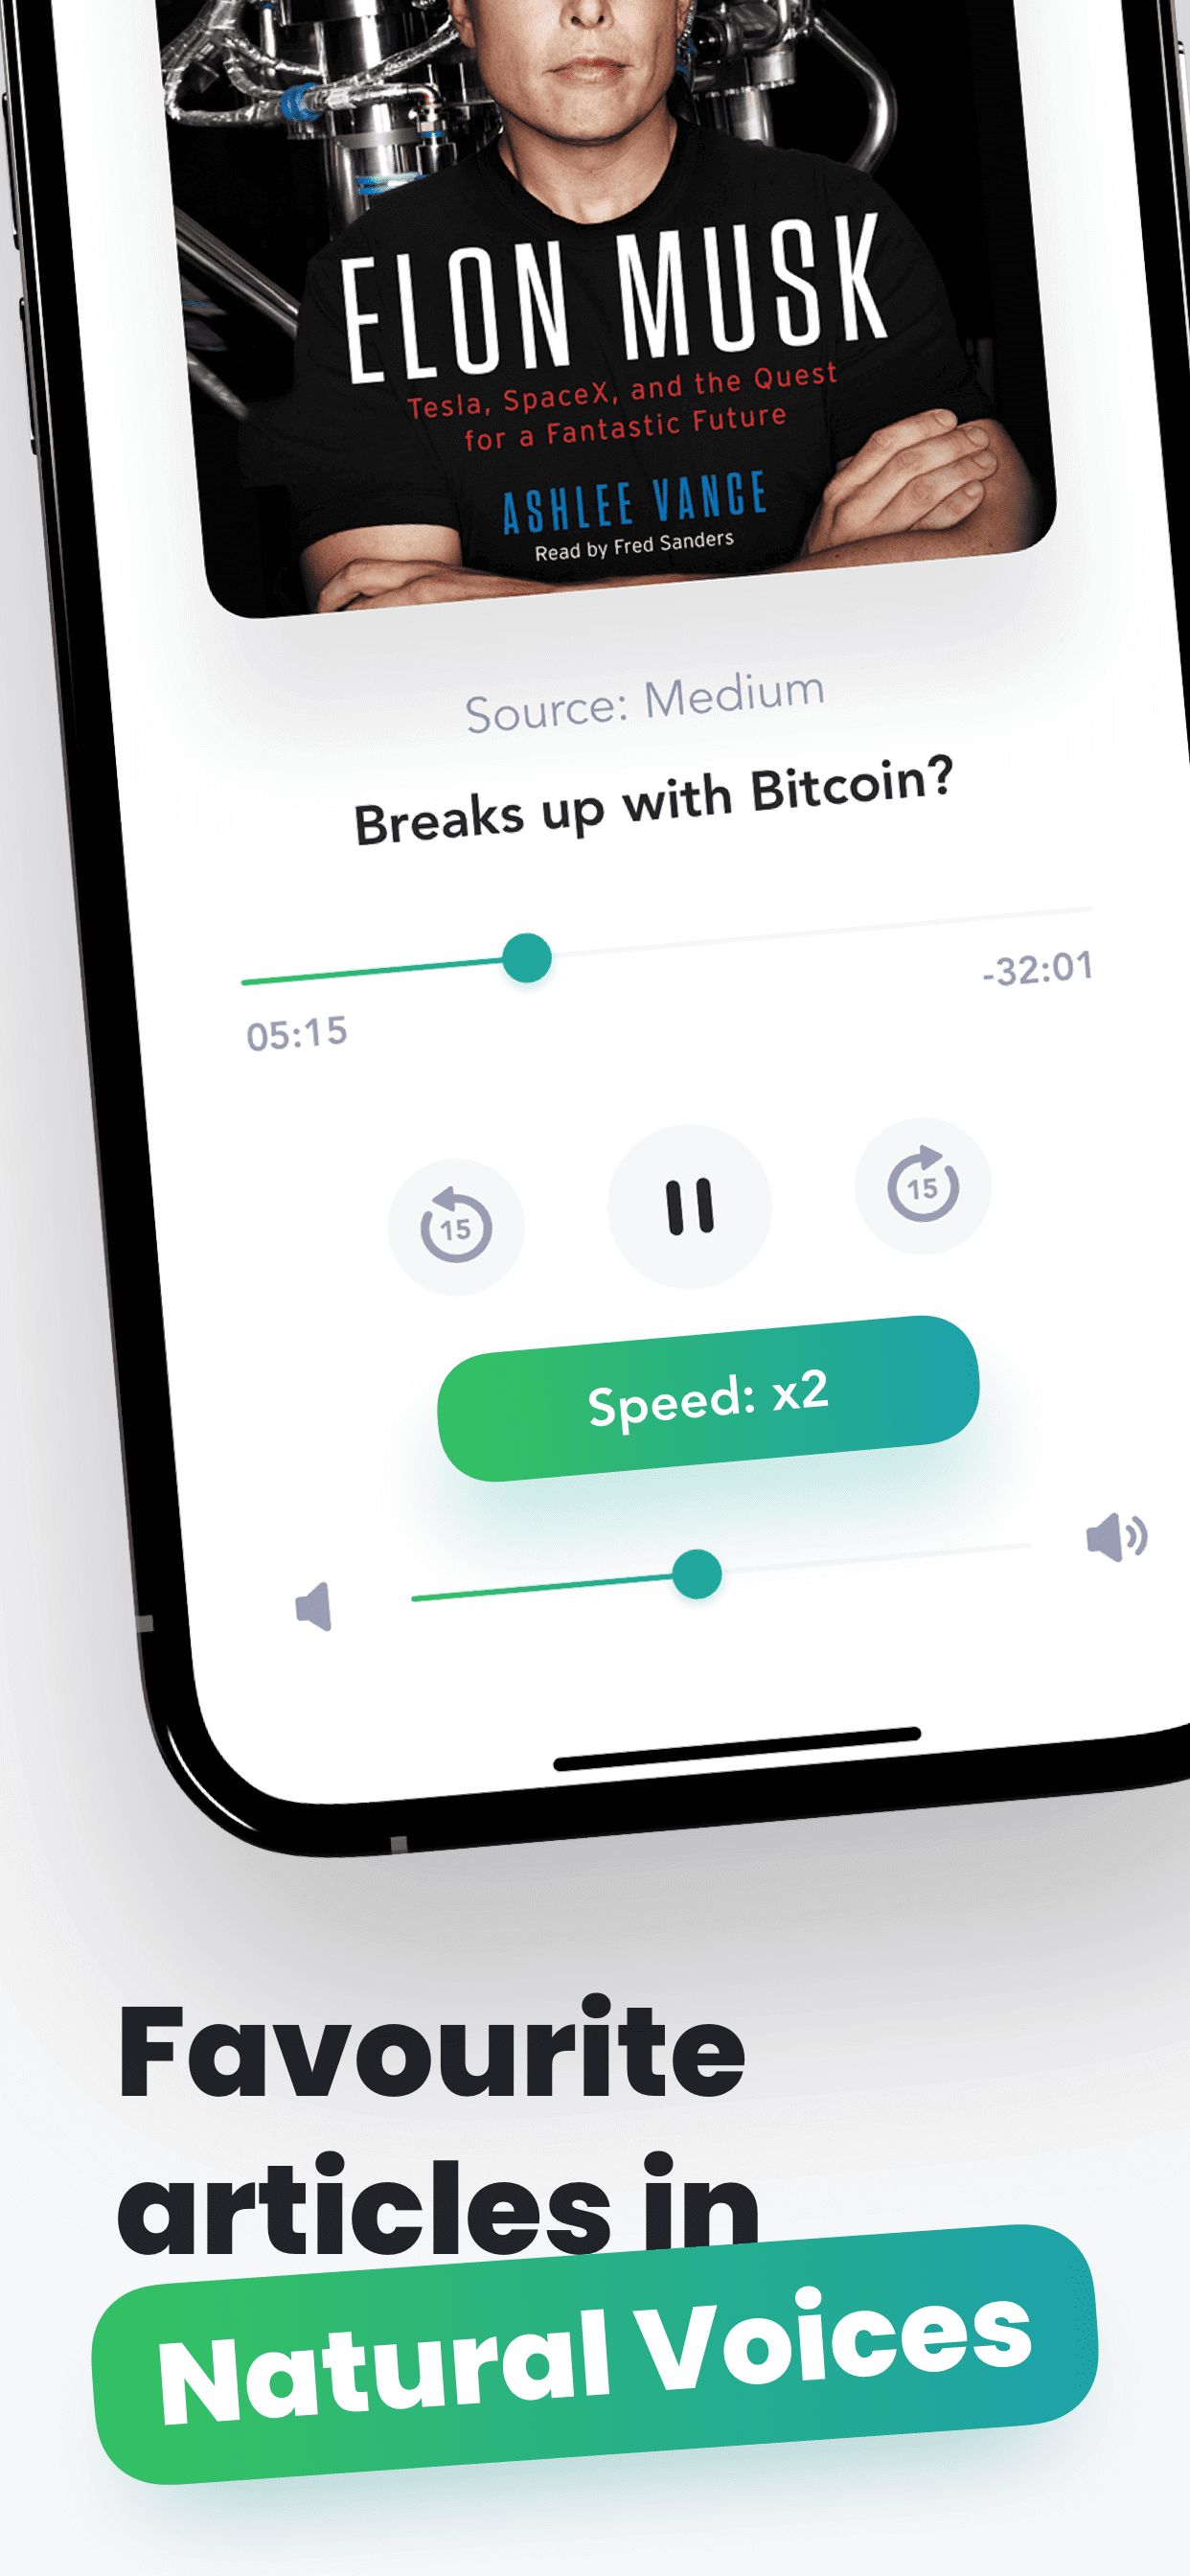 ELON MUSK
Tesla, SpaceX, and the Quest
for a Fantastic Future
ASHLEE VANCE
Read by Fred Sanders
Source: Medium
Breaks up with Bitcoin?
05:15
-32:01
15
15
Speed: x2
Favourite
articles in
Natural Voices